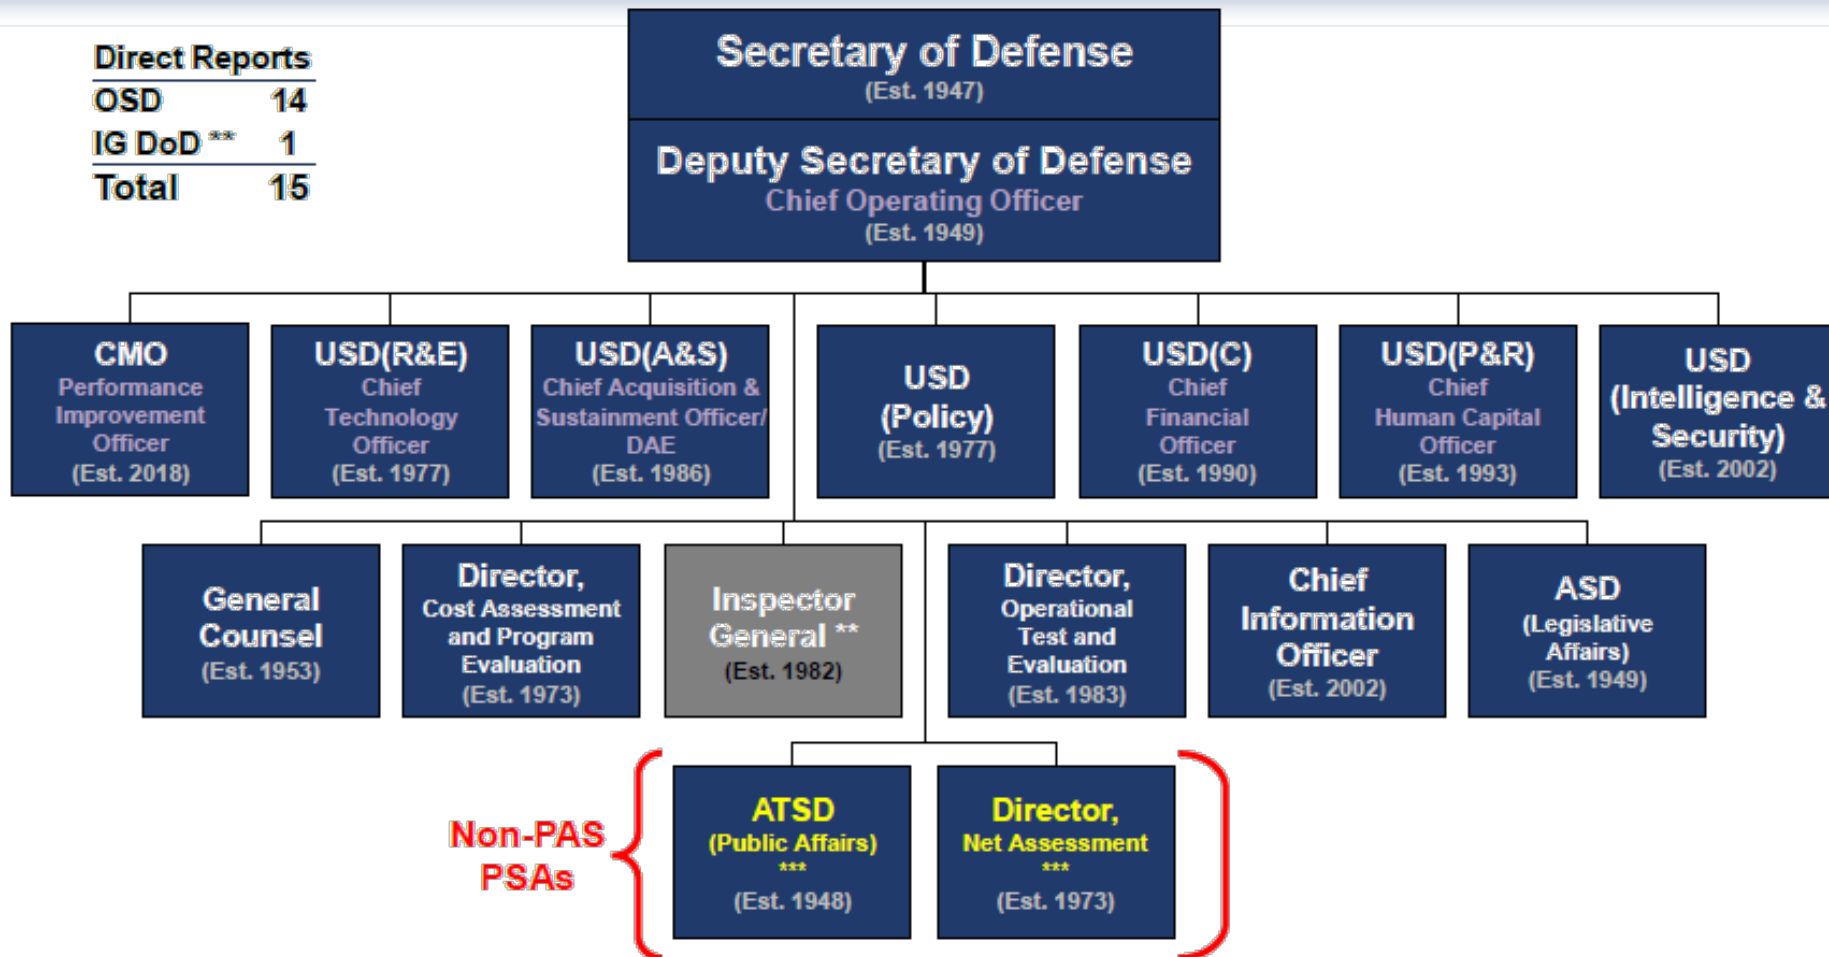 Direct Reports
OSD 14
IG DoD ** 1
Total 15
Secretary of Defense
(Est. 1947)
Deputy Secretary of Defense
Chief Operating Officer
(Est. 1949)
CMO
Performance
Improvement
Officer
(Est. 2018)
USD(R&E)
Chief
Technology
Officer
(Est. 1977)
USD(A&S)
Chief Acquisition &
Sustainment Officer/
DAE
(Est. 1986)
USD
(Policy)
(Est. 1977)
USD(C)
Chief
Financial
Officer
(Est. 1990)
USD(P&R)
Chief
Human Capital
Officer
(Est. 1993)
USD
(Intelligence &
Security)
(Est. 2002)
General
Counsel
(Est. 1953)
Director,
Cost Assessment
and Program
Evaluation
(Est. 1973)
Inspector
General **
(Est. 1982)
Director,
Operational
Test and
Evaluation
(Est. 1983)
Chief
Information
Officer
(Est. 2002)
ASD
(Legislative
Affairs)
(Est. 1949)
Non-PAS
PSAs
ATSD
(Public Affairs)
***
(Est. 1948)
Director,
Net Assessment
***
(Est. 1973)